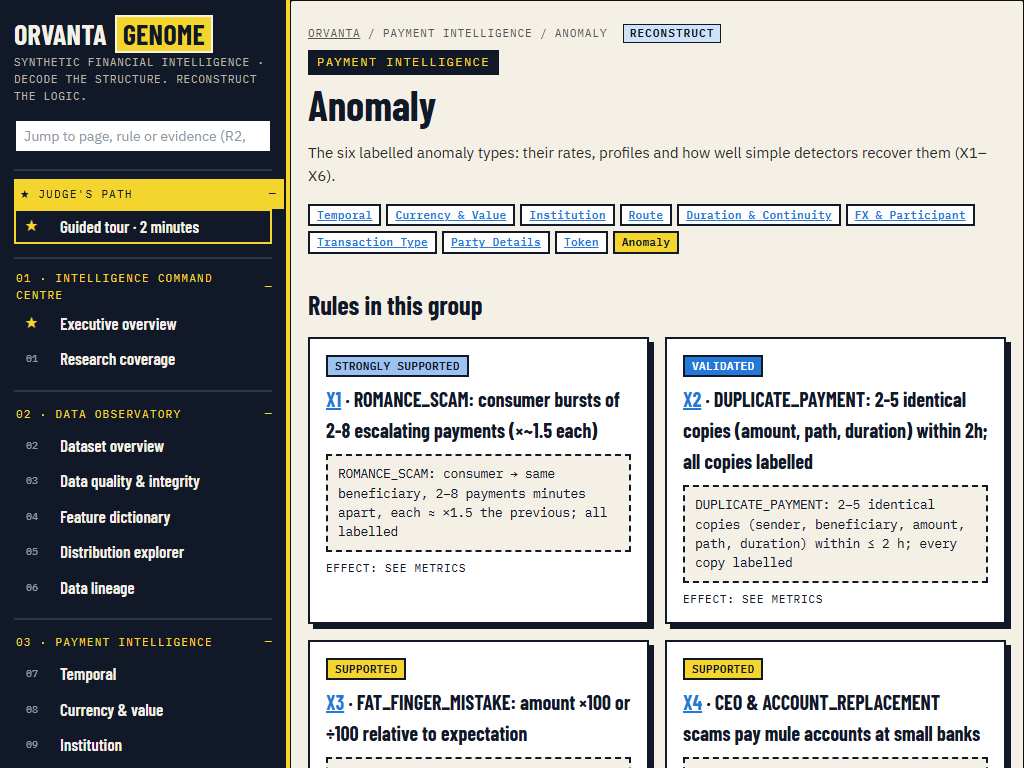 ORVANTA GENOME
SYNTHETIC FINANCIAL INTELLIGENCE ·
DECODE THE STRUCTURE. RECONSTRUCT
THE LOGIC.
Jump to page, rule or evidence (R2,
★ JUDGE'S PATH –
★ Guided tour · 2 minutes
01 · INTELLIGENCE COMMAND
CENTRE –
★ Executive overview
01 Research coverage
02 · DATA OBSERVATORY –
02 Dataset overview
03 Data quality & integrity
04 Feature dictionary
05 Distribution explorer
06 Data lineage
03 · PAYMENT INTELLIGENCE –
07 Temporal
08 Currency & value
09 Institution
ORVANTA / PAYMENT INTELLIGENCE / ANOMALY RECONSTRUCT
PAYMENT INTELLIGENCE
Anomaly
The six labelled anomaly types: their rates, profiles and how well simple detectors recover them (X1–
X6).
Temporal Currency & Value Institution Route Duration & Continuity FX & Participant
Transaction Type Party Details Token Anomaly
Rules in this group
STRONGLY SUPPORTED
X1 · ROMANCE_SCAM: consumer bursts of
2-8 escalating payments (×~1.5 each)
ROMANCE_SCAM: consumer → same
beneficiary, 2–8 payments minutes
apart, each ≈ ×1.5 the previous; all
labelled
EFFECT: SEE METRICS
VALIDATED
X2 · DUPLICATE_PAYMENT: 2-5 identical
copies (amount, path, duration) within 2h;
all copies labelled
DUPLICATE_PAYMENT: 2–5 identical
copies (sender, beneficiary, amount,
path, duration) within ≤ 2 h; every
copy labelled
EFFECT: SEE METRICS
SUPPORTED
X3 · FAT_FINGER_MISTAKE: amount ×100 or
÷100 relative to expectation
SUPPORTED
X4 · CEO & ACCOUNT_REPLACEMENT
scams pay mule accounts at small banks